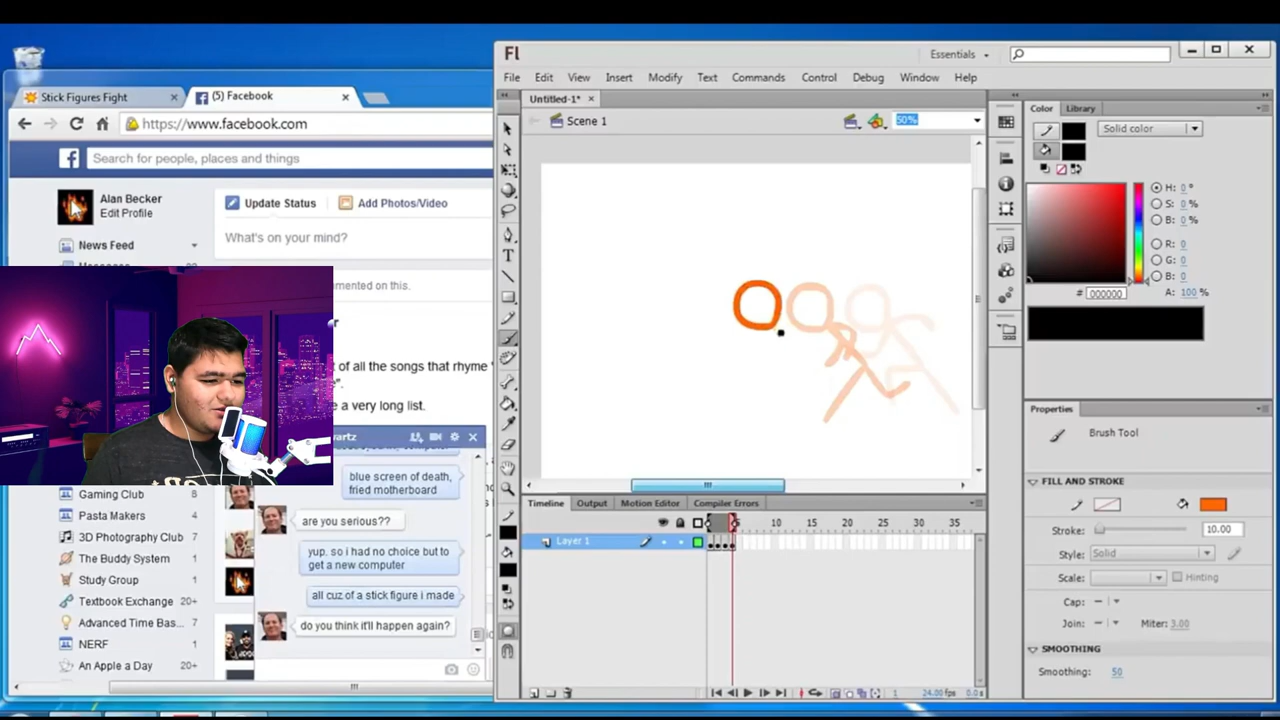 Fl
Essentials
File Edit View Insert Modify Text Commands Control Debug Window Help
Stick Figures Fight
(5) Facebook
https://www.facebook.com
Search for people, places and things
Alan Becker
Edit Profile
Update Status
Add Photos/Video
What's on your mind?
News Feed
mented on this.
t of all the songs that rhyme
e a very long list.
artz
blue screen of death,
fried motherboard
are you serious??
yup. so i had no choice but to
get a new computer
all cuz of a stick figure i made
do you think it'll happen again?
Gaming Club 8
Pasta Makers 1
3D Photography Club 7
The Buddy System 1
Study Group 1
Textbook Exchange 20+
Advanced Time Bas... 7
NERF 1
An Apple a Day 20+
Untitled-1*
Scene 1
50%
Timeline Output Motion Editor Compiler Errors
5 10 15 20 25 30 35
Layer 1
1 24.00 fps 0.0 s
Color Library
Solid color
H: 0 °
S: 0 %
B: 0 %
R: 0
G: 0
B: 0
# 000000 A: 100 %
Properties
Brush Tool
FILL AND STROKE
Stroke: 10.00
Style: Solid
Scale: Hinting
Cap:
Join: Miter: 3.00
SMOOTHING
Smoothing: 50